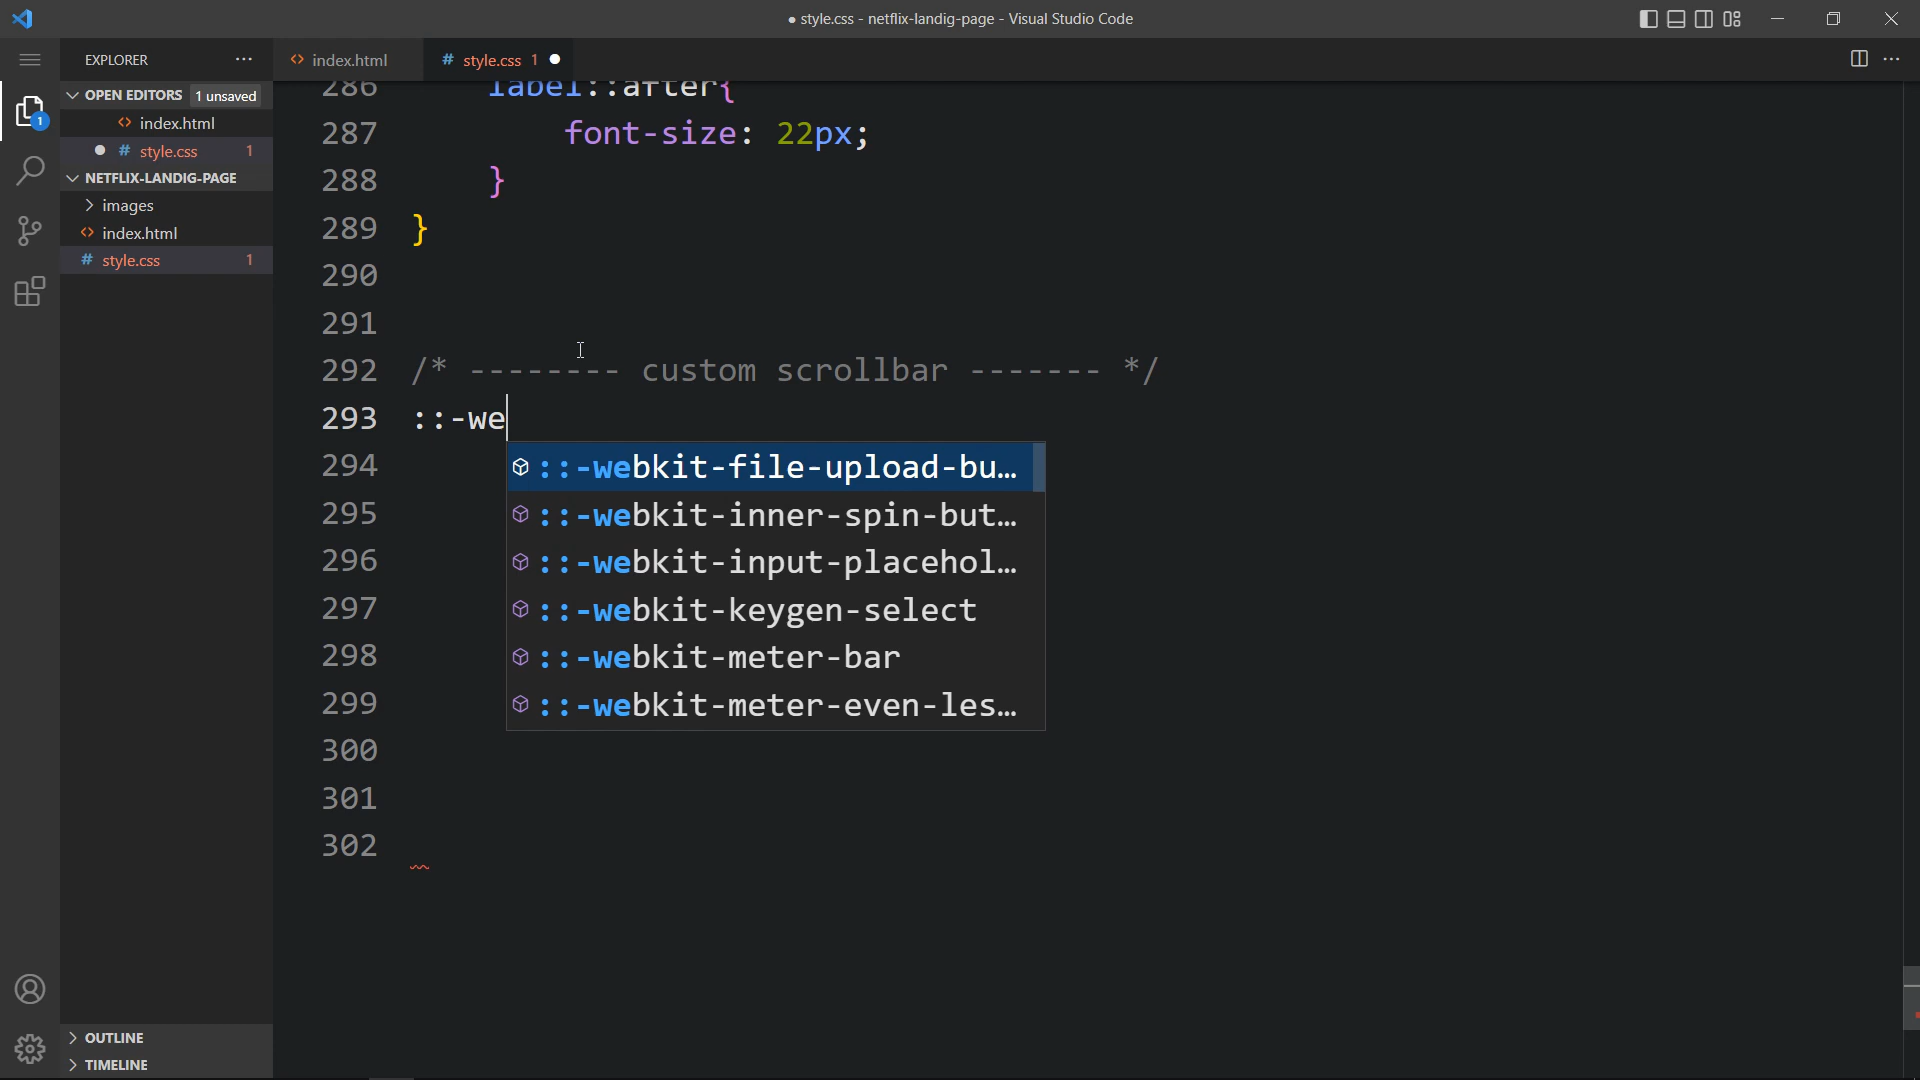 ● style.css - netflix-landig-page - Visual Studio Code
EXPLORER ···
index.html
# style.css 1 ●
OPEN EDITORS 1 unsaved
index.html
● # style.css 1
NETFLIX-LANDIG-PAGE
images
index.html
# style.css 1
OUTLINE
TIMELINE
1
286 label::after{
287 font-size: 22px;
288 }
289 }
290
291
292 /* -------- custom scrollbar ------- */
293 ::-we
294
295
296
297
298
299
300
301
302
::-webkit-file-upload-bu…
::-webkit-inner-spin-but…
::-webkit-input-placehol…
::-webkit-keygen-select
::-webkit-meter-bar
::-webkit-meter-even-les…